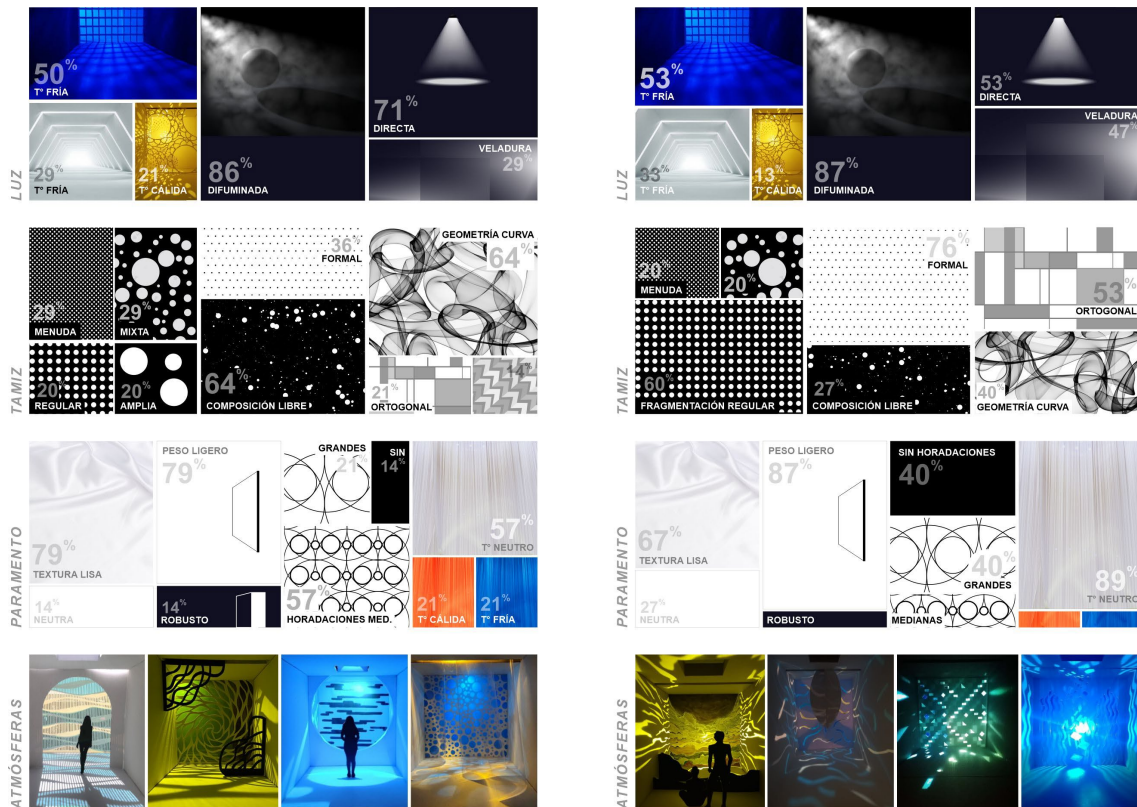 50%
T° FRÍA
29%
T° FRÍA
21%
T° CÁLIDA
86%
DIFUMINADA
71%
DIRECTA
VELADURA
29%
LUZ
29%
MENUDA
29%
MIXTA
20%
REGULAR
20%
AMPLIA
36%
FORMAL
64%
COMPOSICIÓN LIBRE
GEOMETRÍA CURVA
64%
21%
ORTOGONAL
14%
TAMIZ
79%
TEXTURA LISA
14%
NEUTRA
PESO LIGERO
79%
14%
ROBUSTO
GRANDES
21%
SIN
14%
57%
HORADACIONES MED.
57%
T° NEUTRO
21%
T° CÁLIDA
21%
T° FRÍA
PARAMENTO
ATMÓSFERAS
53%
T° FRÍA
33%
T° FRÍA
13%
T° CÁLIDA
87%
DIFUMINADA
53%
DIRECTA
VELADURA
47%
LUZ
20%
MENUDA
20%
60%
FRAGMENTACIÓN REGULAR
76%
FORMAL
27%
COMPOSICIÓN LIBRE
53%
ORTOGONAL
40%
GEOMETRÍA CURVA
TAMIZ
67%
TEXTURA LISA
27%
NEUTRA
PESO LIGERO
87%
ROBUSTO
SIN HORADACIONES
40%
40%
GRANDES
MEDIANAS
89%
T° NEUTRO
PARAMENTO
ATMÓSFERAS